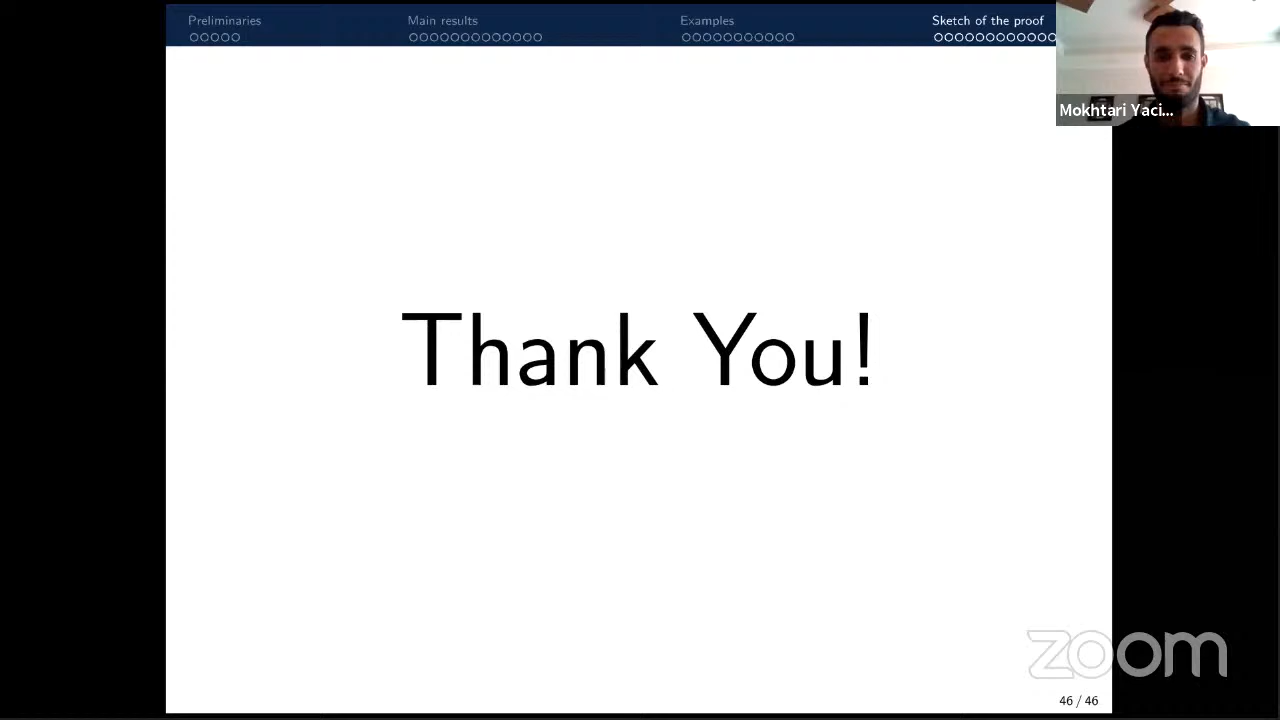 Preliminaries
Main results
Examples
Sketch of the proof
Mokhtari Yaci...
Thank You!
zoom
46 / 46